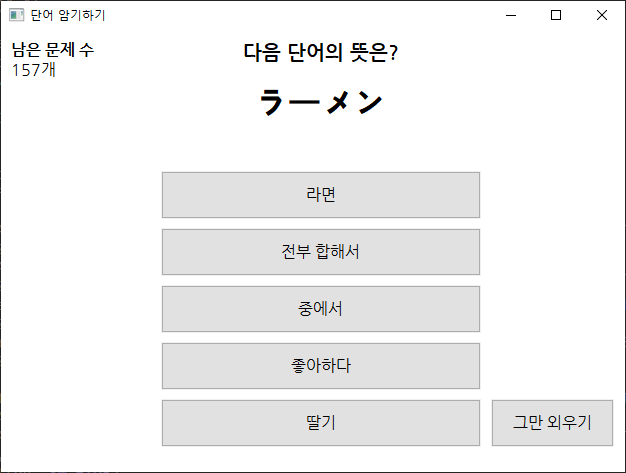 단어 암기하기
남은 문제 수
157개
다음 단어의 뜻은?
ラーメン
라면
전부 합해서
중에서
좋아하다
딸기
그만 외우기